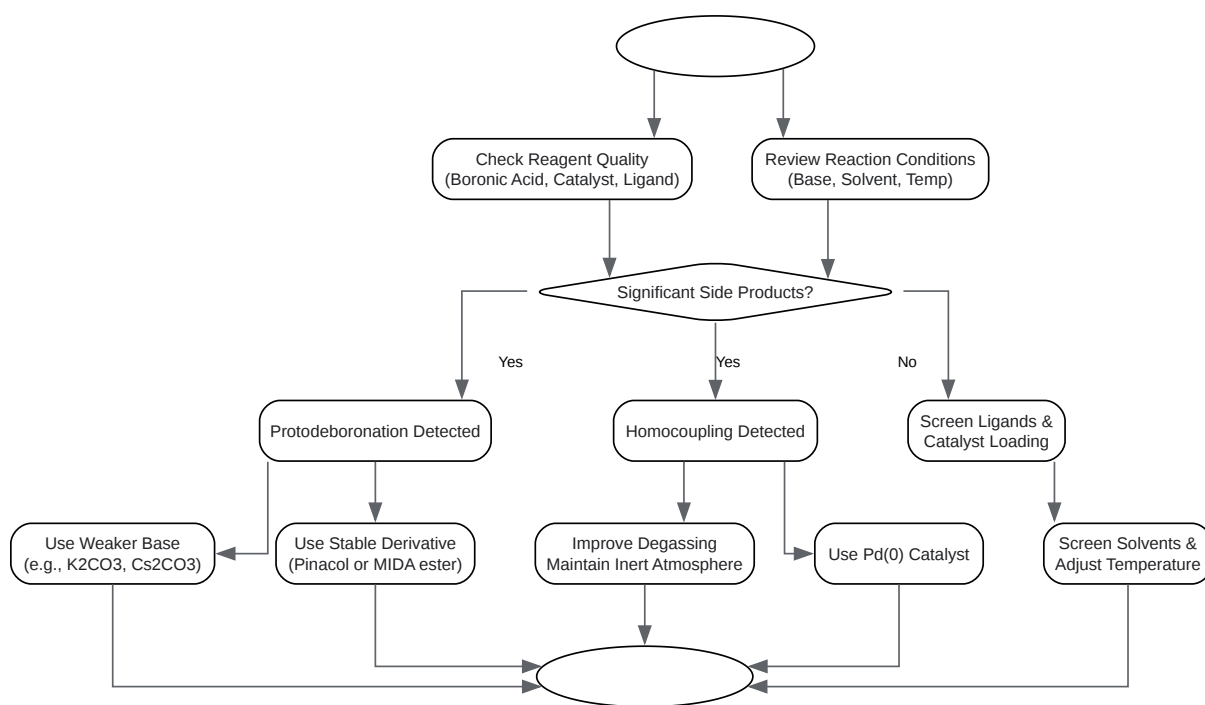 Check Reagent Quality
(Boronic Acid, Catalyst, Ligand)
Review Reaction Conditions
(Base, Solvent, Temp)
Significant Side Products?
Yes
Yes
No
Protodeboronation Detected
Homocoupling Detected
Screen Ligands &
Catalyst Loading
Use Weaker Base
(e.g., K2CO3, Cs2CO3)
Use Stable Derivative
(Pinacol or MIDA ester)
Improve Degassing
Maintain Inert Atmosphere
Use Pd(0) Catalyst
Screen Solvents &
Adjust Temperature